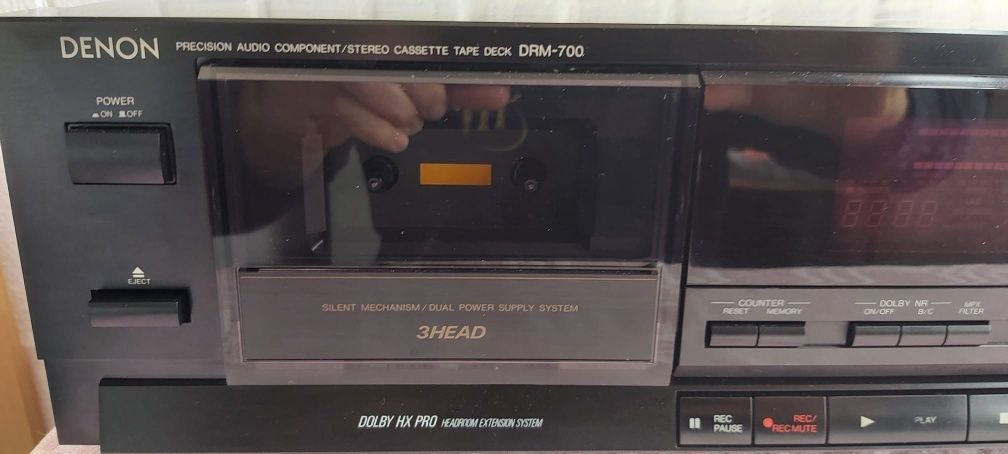 DENON PRECISION AUDIO COMPONENT/STEREO CASSETTE TAPE DECK DRM-700
POWER
ON OFF
EJECT
SILENT MECHANISM/DUAL POWER SUPPLY SYSTEM
3HEAD
COUNTER
RESET MEMORY
DOLBY NR
ON/OFF B/C
MPX
FILTER
DOLBY HX PRO HEADROOM EXTENSION SYSTEM
REC
PAUSE
REC/
REC MUTE
PLAY